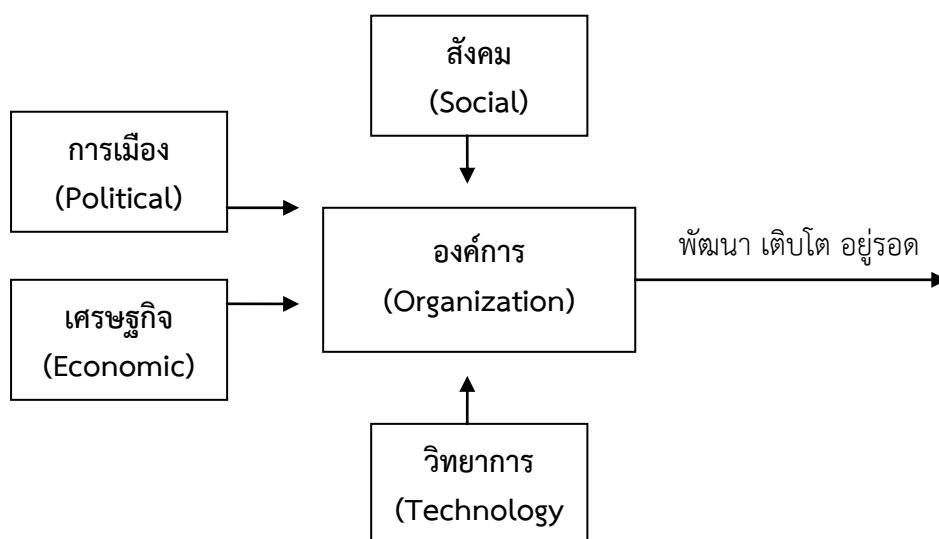 สังคม
(Social)
การเมือง
(Political)
องค์การ
(Organization)
พัฒนา เติบโต อยู่รอด
เศรษฐกิจ
(Economic)
วิทยาการ
(Technology